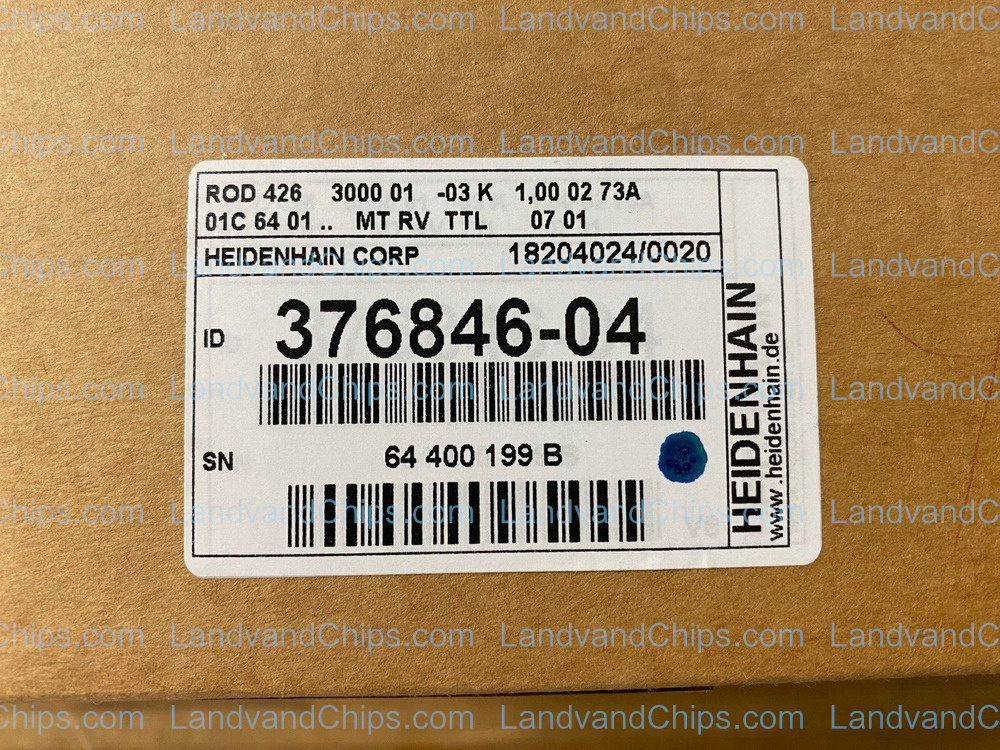 ROD 426 3000 01 -03 K 1,00 02 73A
01C 64 01 .. MT RV TTL 07 01
HEIDENHAIN CORP 18204024/0020
ID 376846-04
SN 64 400 199 B
HEIDENHAIN
www.heidenhain.de
LandvandChips.com